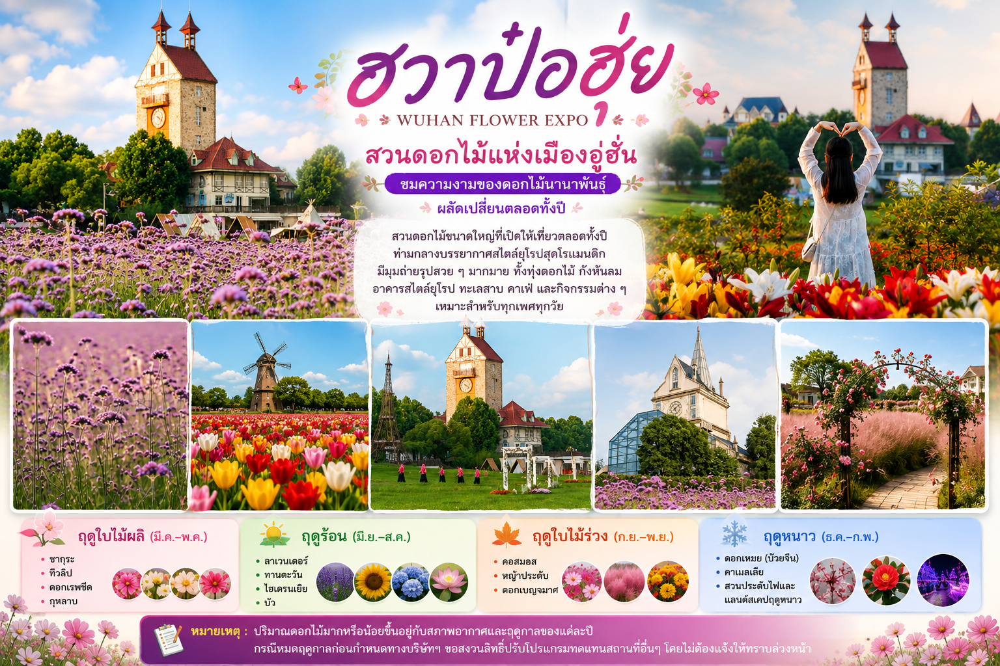 ฮวาป๋อฮุ่ย
WUHAN FLOWER EXPO
สวนดอกไม้แห่งเมืองอู่ฮั่น
ชมความงามของดอกไม้นานาพันธุ์
ผลัดเปลี่ยนตลอดทั้งปี
สวนดอกไม้ขนาดใหญ่ที่เปิดให้เที่ยวตลอดทั้งปี
ท่ามกลางบรรยากาศสไตล์ยุโรปสุดโรแมนติก
มีมุมถ่ายรูปสวย ๆ มากมาย ทั้งทุ่งดอกไม้ กังหันลม
อาคารสไตล์ยุโรป ทะเลสาบ คาเฟ่ และกิจกรรมต่าง ๆ
เหมาะสำหรับทุกเพศทุกวัย
ฤดูใบไม้ผลิ (มี.ค.–พ.ค.)
• ซากุระ
• ทิวลิป
• ดอกเรพซีด
• กุหลาบ
ฤดูร้อน (มิ.ย.–ส.ค.)
• ลาเวนเดอร์
• ทานตะวัน
• ไฮเดรนเยีย
• บัว
ฤดูใบไม้ร่วง (ก.ย.–พ.ย.)
• คอสมอส
• หญ้าประดับ
• ดอกเบญจมาศ
ฤดูหนาว (ธ.ค.–ก.พ.)
• ดอกเหมย (บ๊วยจีน)
• คาเมลเลีย
• สวนประดับไฟและ
แลนด์สเคปฤดูหนาว
หมายเหตุ : ปริมาณดอกไม้มากหรือน้อยขึ้นอยู่กับสภาพอากาศและฤดูกาลของแต่ละปี
กรณีหมดฤดูกาลก่อนกำหนดทางบริษัทฯ ขอสงวนลิทธิ์ปรับโปรแกรมทดแทนสถานที่อื่นๆ โดยไม่ต้องแจ้งให้ทราบล่วงหน้า